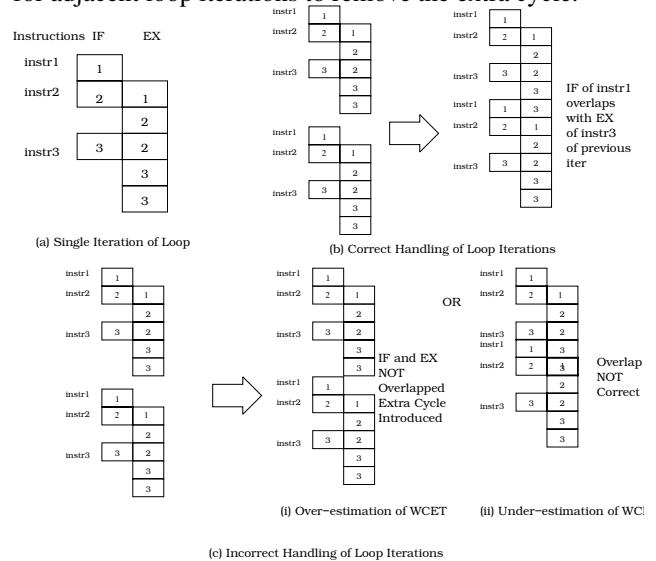 for adjacent loop iterations to remove the extra cycle.
Instructions IF EX
instr1 1
instr2 2 1
2
instr3 3 2
3
3
(a) Single Iteration of Loop
instr1 1
instr2 2 1
2
instr3 3 2
3
3
instr1 1
instr2 2 1
2
instr3 3 2
3
3
instr1 1
instr2 2 1
2
instr3 3 2
3
instr1 1 3
instr2 2 1
2
instr3 3 2
3
3
IF of instr1
overlaps
with EX
of instr3
of previous
iter
(b) Correct Handling of Loop Iterations
instr1 1
instr2 2 1
2
instr3 3 2
3
3
instr1 1
instr2 2 1
2
instr3 3 2
3
3
instr1 1
instr2 2 1
2
instr3 3 2
3
3
instr1 1
instr2 2 1
2
instr3 3 2
3
3
IF and EX
NOT
Overlapped
Extra Cycle
Introduced
(i) Over−estimation of WCET
OR
instr1 1
instr2 2 1
2
instr3 3 2
instr1 1 3
instr2 2
2
instr3 3 2
3
3
Overlap
NOT
Correct
(ii) Under−estimation of WC
(c) Incorrect Handling of Loop Iterations